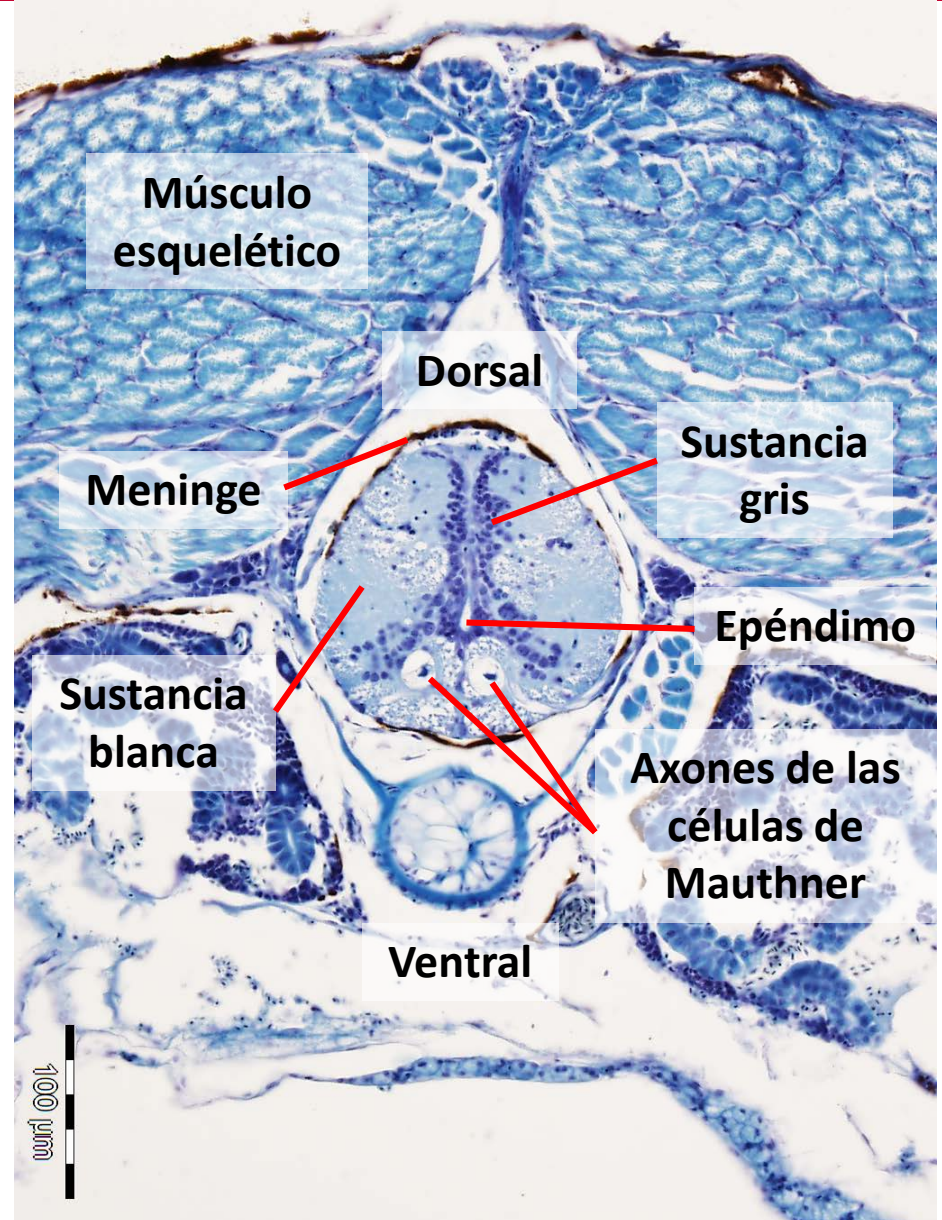 Músculo
esquelético
Dorsal
Sustancia
gris
Meninge
Epéndimo
Sustancia
blanca
Axones de las
células de
Mauthner
Ventral
100 µm